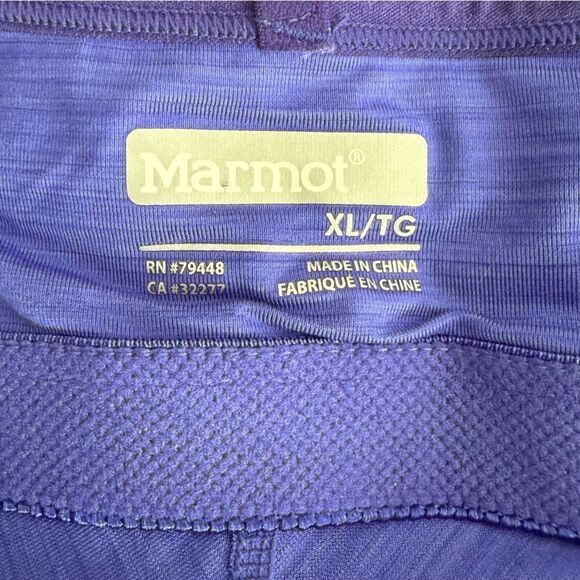 Marmot®
XL/TG
RN #79448
CA #32277
MADE IN CHINA
FABRIQUÉ EN CHINE